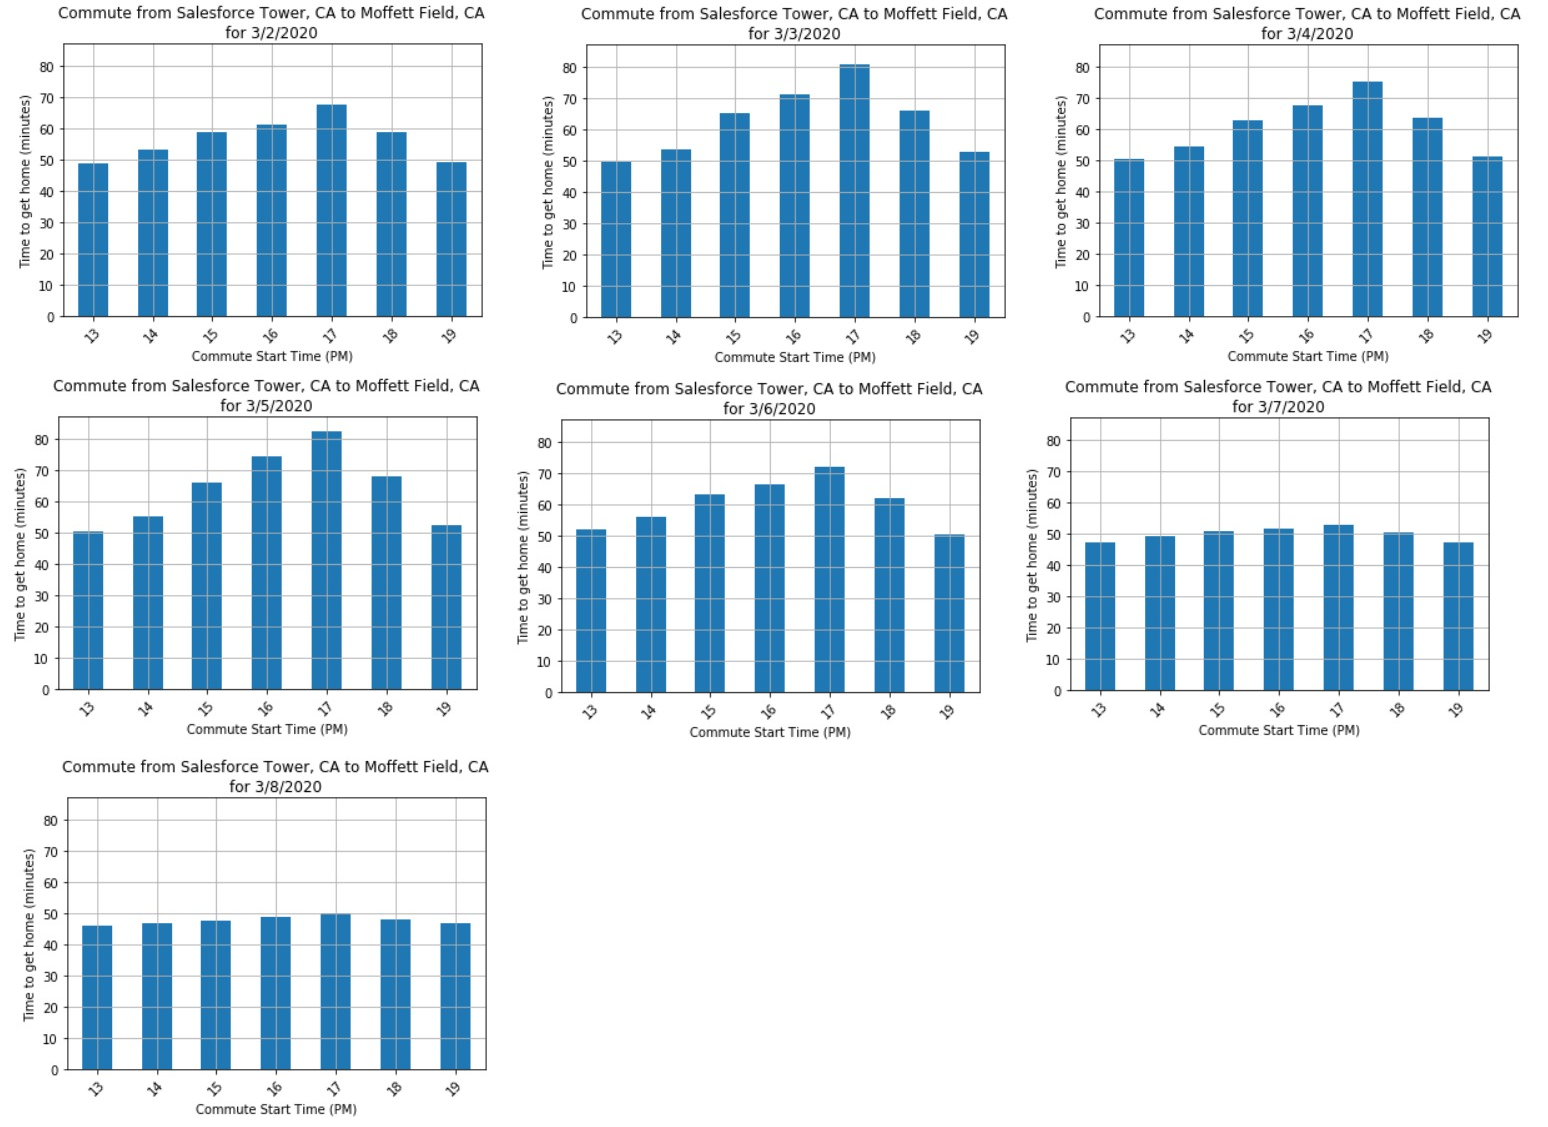 Commute from Salesforce Tower, CA to Moffett Field, CA
for 3/2/2020
Time to get home (minutes)
80
70
60
50
40
30
20
10
0
13 14 15 16 17 18 19
Commute Start Time (PM)
Commute from Salesforce Tower, CA to Moffett Field, CA
for 3/3/2020
Time to get home (minutes)
80
70
60
50
40
30
20
10
0
13 14 15 16 17 18 19
Commute Start Time (PM)
Commute from Salesforce Tower, CA to Moffett Field, CA
for 3/4/2020
Time to get home (minutes)
80
70
60
50
40
30
20
10
0
13 14 15 16 17 18 19
Commute Start Time (PM)
Commute from Salesforce Tower, CA to Moffett Field, CA
for 3/5/2020
Time to get home (minutes)
80
70
60
50
40
30
20
10
0
13 14 15 16 17 18 19
Commute Start Time (PM)
Commute from Salesforce Tower, CA to Moffett Field, CA
for 3/6/2020
Time to get home (minutes)
80
70
60
50
40
30
20
10
0
13 14 15 16 17 18 19
Commute Start Time (PM)
Commute from Salesforce Tower, CA to Moffett Field, CA
for 3/7/2020
Time to get home (minutes)
80
70
60
50
40
30
20
10
0
13 14 15 16 17 18 19
Commute Start Time (PM)
Commute from Salesforce Tower, CA to Moffett Field, CA
for 3/8/2020
Time to get home (minutes)
80
70
60
50
40
30
20
10
0
13 14 15 16 17 18 19
Commute Start Time (PM)